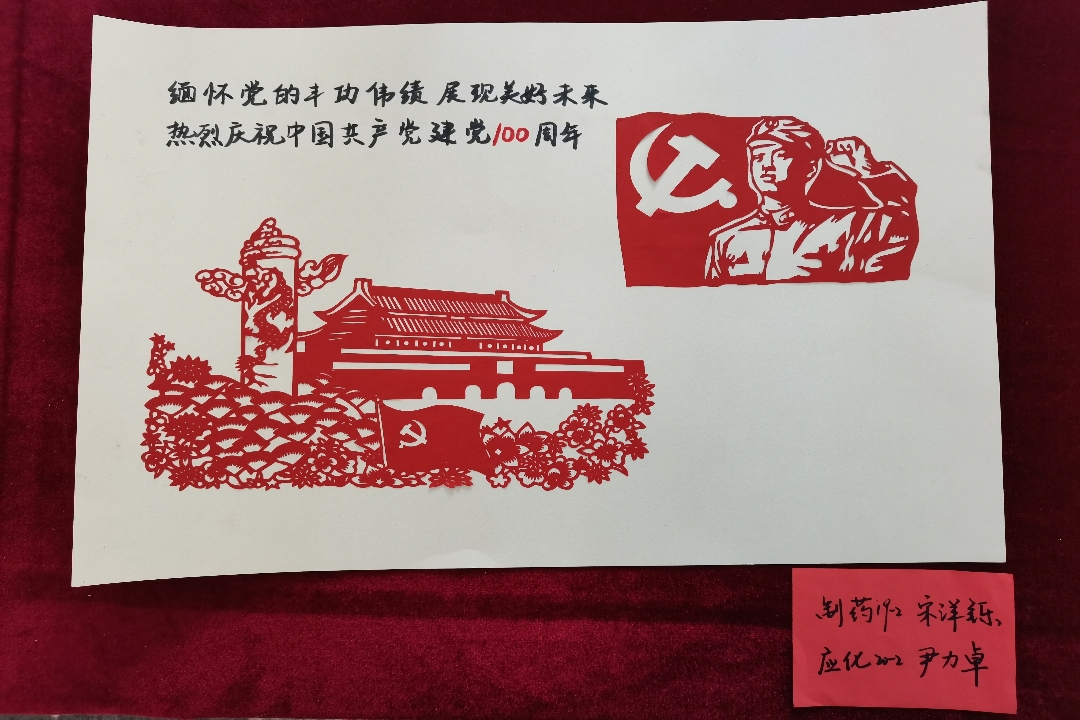 缅怀党的丰功伟绩 展现美好未来
热烈庆祝中国共产党建党100周年
制药19-2 宋洋铄
应化20-2 尹力卓